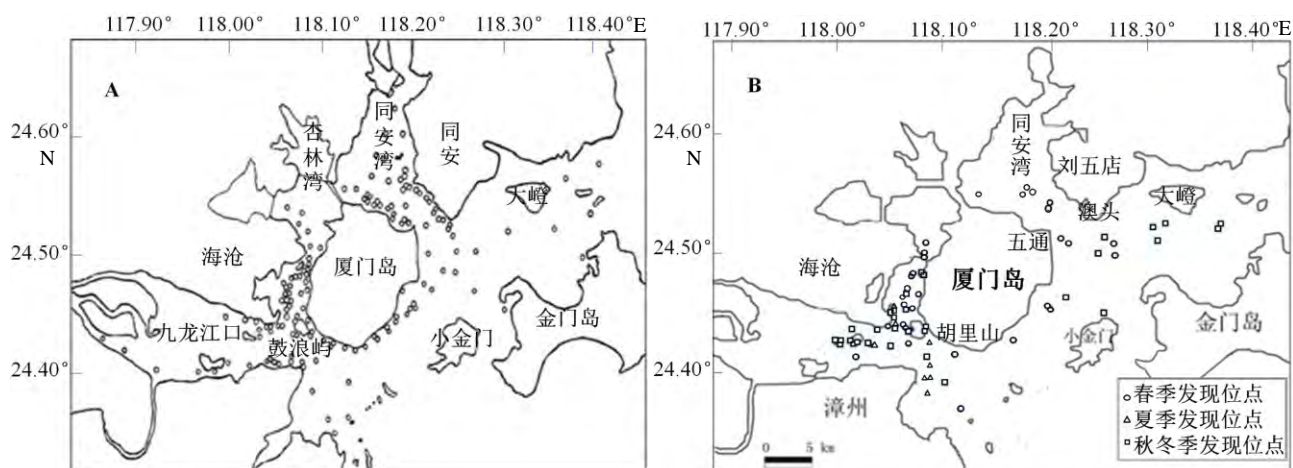 117.90° 118.00° 118.10° 118.20° 118.30° 118.40° E
A
24.60°
N
24.50°
24.40°
杏林湾
同安湾
同安
大嶝
海沧
厦门岛
九龙江口
鼓浪屿
小金门
金门岛
117.90° 118.00° 118.10° 118.20° 118.30° 118.40° E
B
24.60°
N
24.50°
24.40°
同安湾
刘五店
大嶝
澳头
五通
海沧
厦门岛
胡里山
小金门
金门岛
漳州
0 5 km
春季发现位点
夏季发现位点
秋冬季发现位点